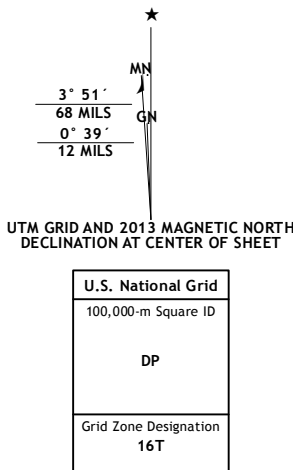 ★
MN
3° 51´
68 MILS
GN
0° 39´
12 MILS
UTM GRID AND 2013 MAGNETIC NORTH
DECLINATION AT CENTER OF SHEET
U.S. National Grid
100,000-m Square ID
DP
Grid Zone Designation
16T